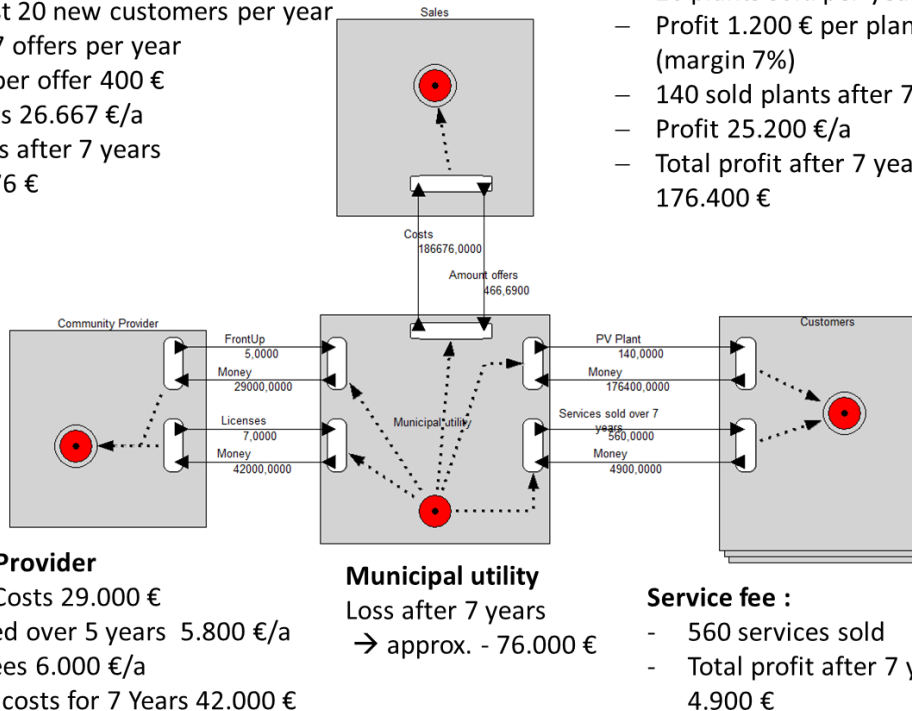 st 20 new customers per year
7 offers per year
per offer 400 €
s 26.667 €/a
s after 7 years
76 €
Profit 1.200 € per plan
(margin 7%)
– 140 sold plants after 7
– Profit 25.200 €/a
– Total profit after 7 yea
176.400 €
Sales
Costs
186676,0000
Amount offers
466,6900
Community Provider
FrontUp
5,0000
Money
29000,0000
Licenses
7,0000
Money
42000,0000
Municipal utility
PV Plant
140,0000
Money
176400,0000
Services sold over 7
years
560,0000
Money
4900,0000
Customers
Provider
Costs 29.000 €
ed over 5 years 5.800 €/a
ees 6.000 €/a
costs for 7 Years 42.000 €
Municipal utility
Loss after 7 years
→ approx. - 76.000 €
Service fee :
- 560 services sold
- Total profit after 7 y
4.900 €